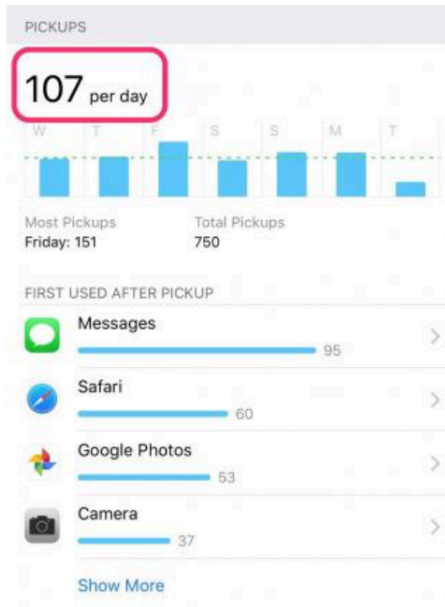 PICKUPS
107 per day
W T F S S M T
Most Pickups Total Pickups
Friday: 151 750
FIRST USED AFTER PICKUP
Messages
95
Safari
60
Google Photos
53
Camera
37
Show More